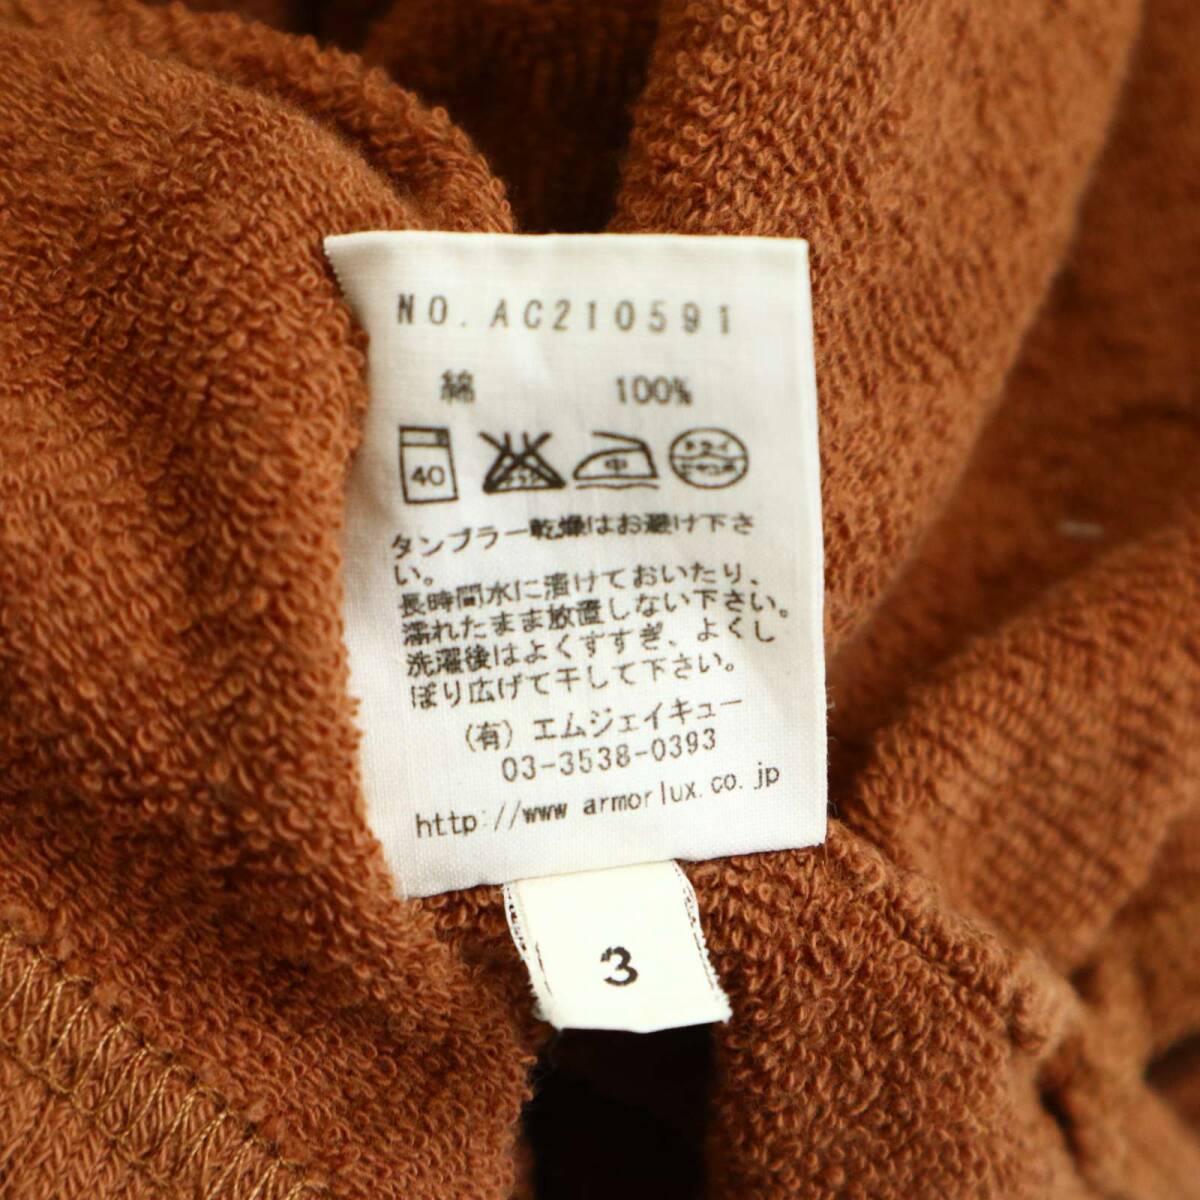 NO. AC210591
綿 100%
40 中 ドライ
タンブラー乾燥はお避け下さ
い。
長時間水に漬けておいたり、
濡れたまま放置しない下さい。
洗濯後はよくすすぎ、よくし
ぼり広げて干して下さい。
(有) エムジェイキュー
03-3538-0393
http://www armorlux.co.jp
3